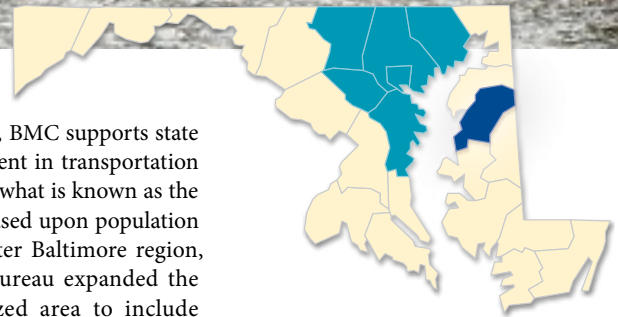 , BMC supports state
ent in transportation
what is known as the
sed upon population
ter Baltimore region,
ureau expanded the
zed area to include